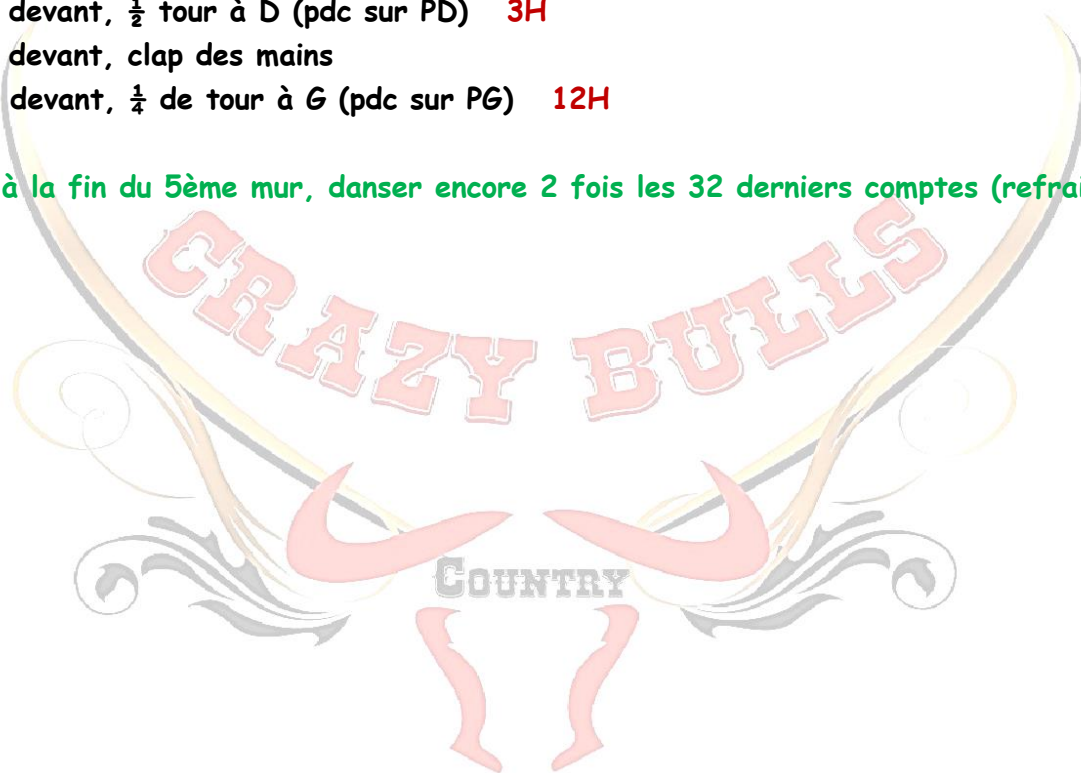 devant, ½ tour à D (pdc sur PD) 3H
devant, clap des mains
devant, ¼ de tour à G (pdc sur PG) 12H
à la fin du 5ème mur, danser encore 2 fois les 32 derniers comptes (refrai
CRAZY BULLS
COUNTRY